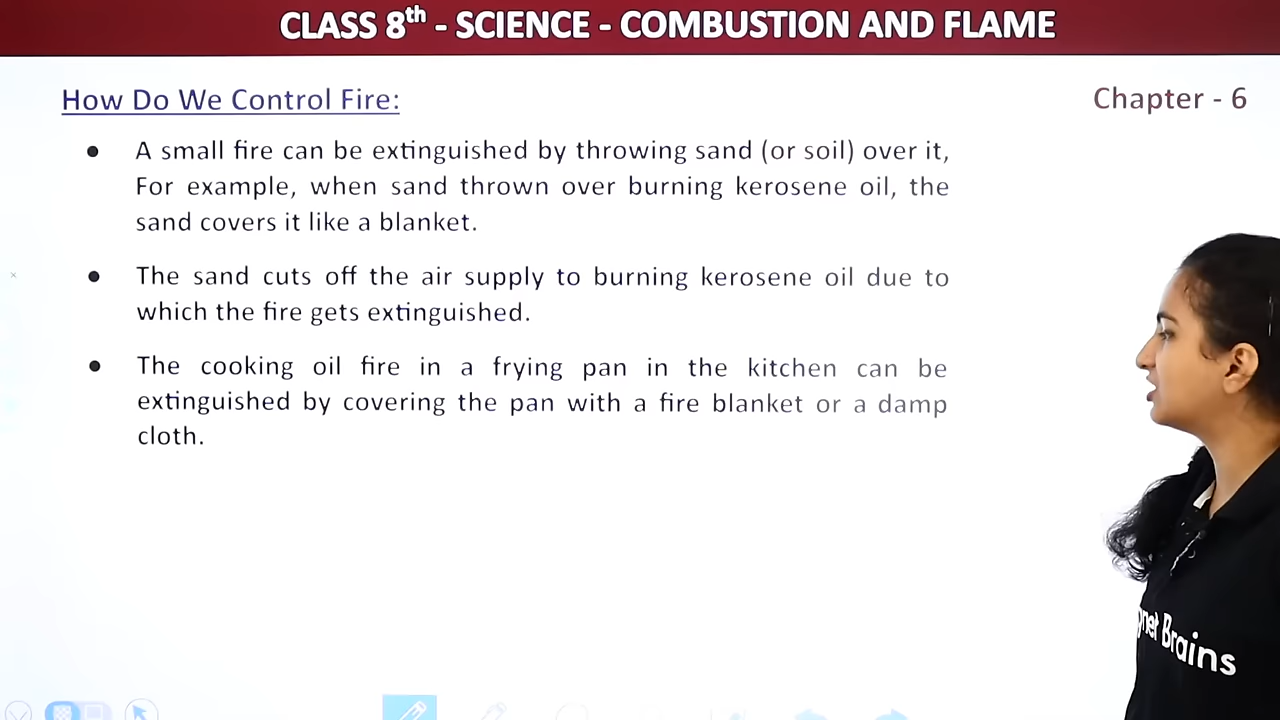 CLASS 8th - SCIENCE - COMBUSTION AND FLAME
How Do We Control Fire:
Chapter - 6
● A small fire can be extinguished by throwing sand (or soil) over it,
For example, when sand thrown over burning kerosene oil, the
sand covers it like a blanket.
● The sand cuts off the air supply to burning kerosene oil due to
which the fire gets extinguished.
● The cooking oil fire in a frying pan in the kitchen can be
extinguished by covering the pan with a fire blanket or a damp
cloth.
Brains